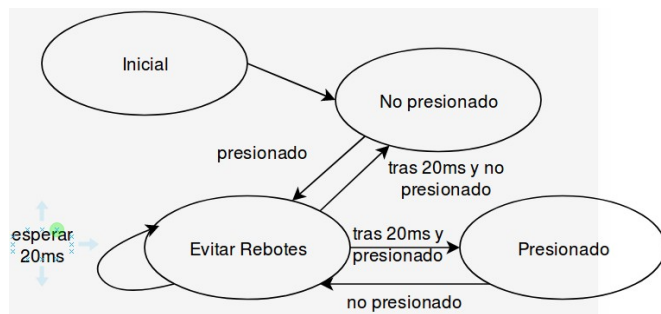 Inicial
No presionado
presionado
tras 20ms y no
presionado
esperar
20ms
Evitar Rebotes
tras 20ms y
presionado
Presionado
no presionado